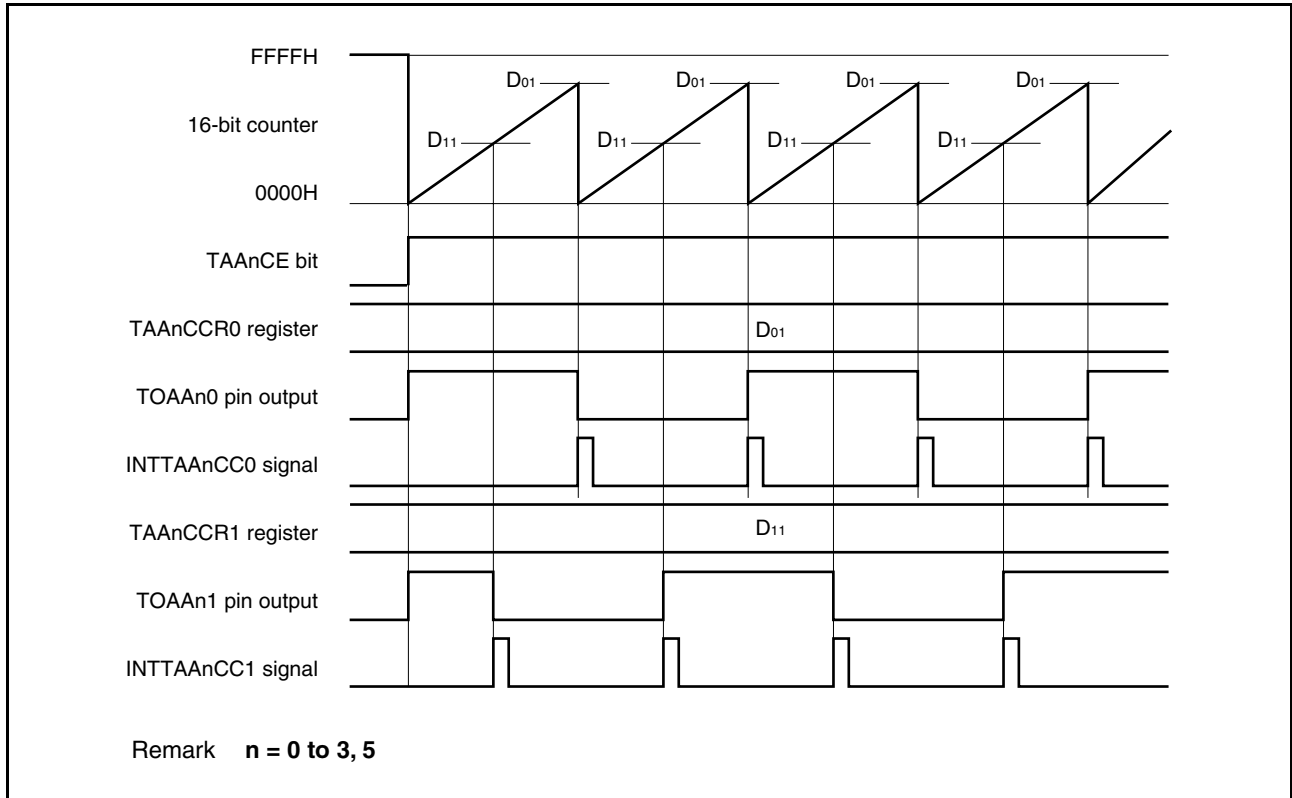 FFFFH
D01 D01 D01 D01
16-bit counter
D11 D11 D11 D11
0000H
TAAnCE bit
TAAnCCR0 register
D01
TOAAn0 pin output
INTTAAnCC0 signal
TAAnCCR1 register
D11
TOAAn1 pin output
INTTAAnCC1 signal
Remark n = 0 to 3, 5